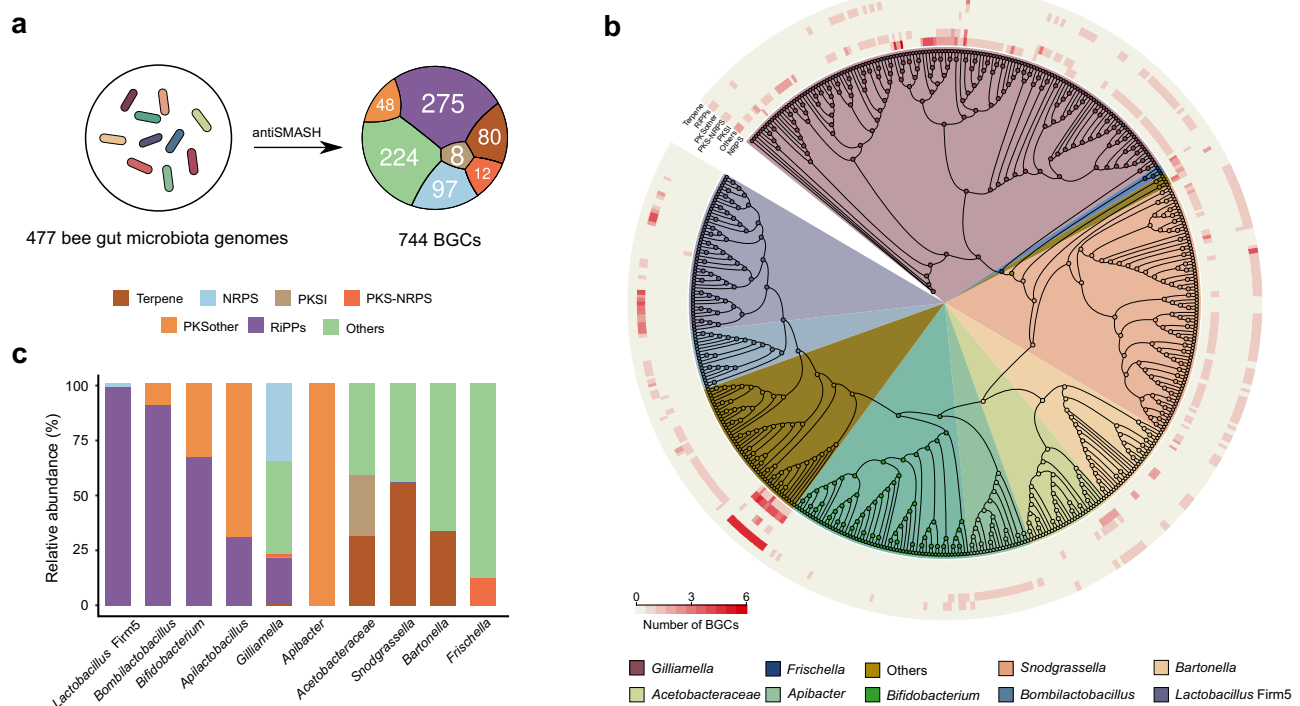 a
477 bee gut microbiota genomes
antiSMASH
275
48
80
224
8
12
97
744 BGCs
Terpene
NRPS
PKSI
PKS-NRPS
PKSother
RiPPs
Others
b
Terpene
RiPPs
PKSother
PKS-NRPS
PKSI
Others
NRPS
0 3 6
Number of BGCs
Gilliamella
Frischella
Others
Snodgrassella
Bartonella
Acetobacteraceae
Apibacter
Bifidobacterium
Bombilactobacillus
Lactobacillus Firm5
c
Relative abundance (%)
100
75
50
25
0
Lactobacillus Firm5
Bombilactobacillus
Bifidobacterium
Apilactobacillus
Gilliamella
Apibacter
Acetobacteraceae
Snodgrassella
Bartonella
Frischella